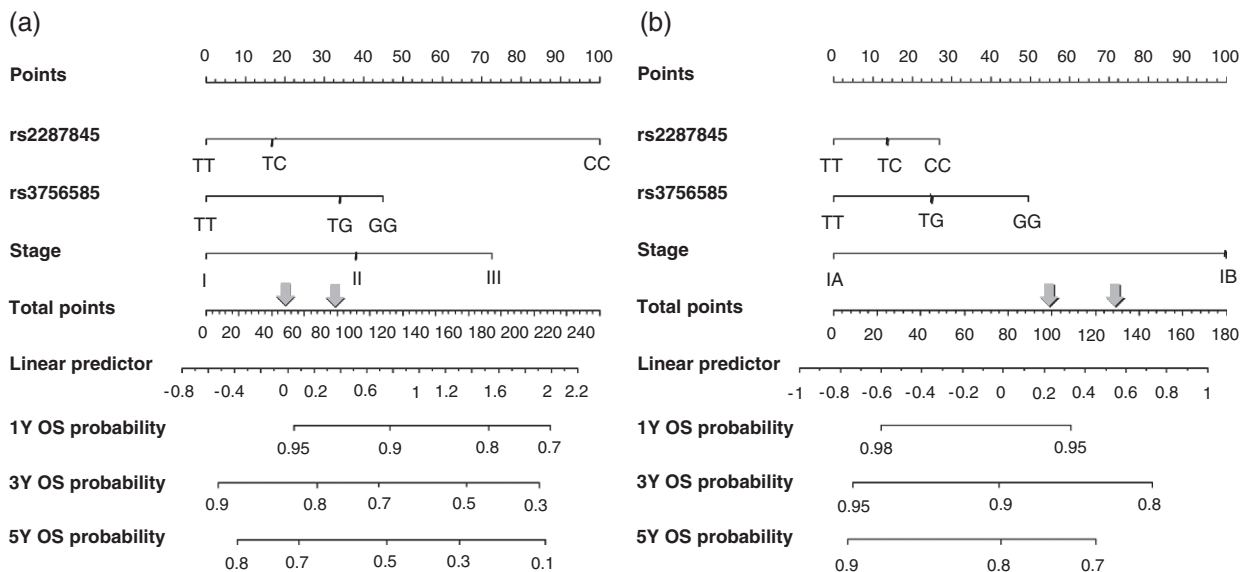 (a)
0 10 20 30 40 50 60 70 80 90 100
Points
rs2287845
TT TC CC
rs3756585
TT TG GG
Stage
I II III
Total points
0 20 40 60 80 100 120 140 160 180 200 220 240
Linear predictor
-0.8 -0.4 0 0.2 0.6 1 1.2 1.6 2 2.2
1Y OS probability
0.95 0.9 0.8 0.7
3Y OS probability
0.9 0.8 0.7 0.5 0.3
5Y OS probability
0.8 0.7 0.5 0.3 0.1
(b)
0 10 20 30 40 50 60 70 80 90 100
Points
rs2287845
TT TC CC
rs3756585
TT TG GG
Stage
IA IB
Total points
0 20 40 60 80 100 120 140 160 180
Linear predictor
-1 -0.8 -0.6 -0.4 -0.2 0 0.2 0.4 0.6 0.8 1
1Y OS probability
0.98 0.95
3Y OS probability
0.95 0.9 0.8
5Y OS probability
0.9 0.8 0.7